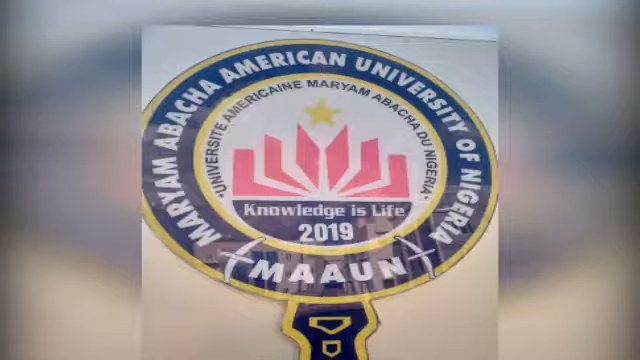 MARYAM ABACHA AMERICAN UNIVERSITY OF NIGERIA
UNIVERSITE AMERICAINE MARYAM ABACHA DU NIGERIA
Knowledge is Life
2019
MAAUN